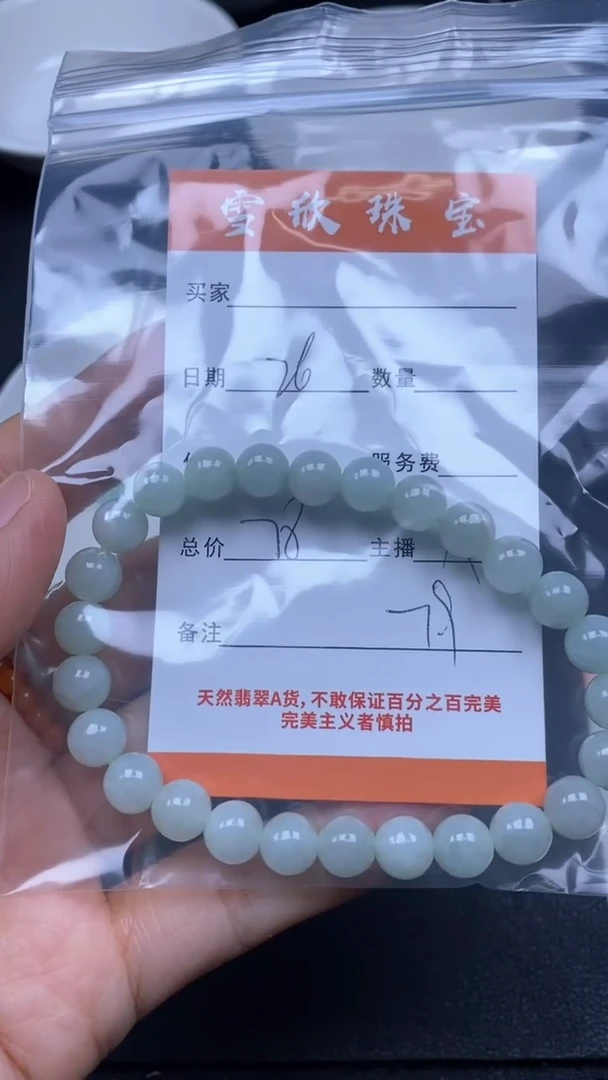 雪欣珠宝
买家
日期 76 数量
服务费
总价 78 主播
备注
天然翡翠A货,不敢保证百分之百完美
完美主义者慎拍